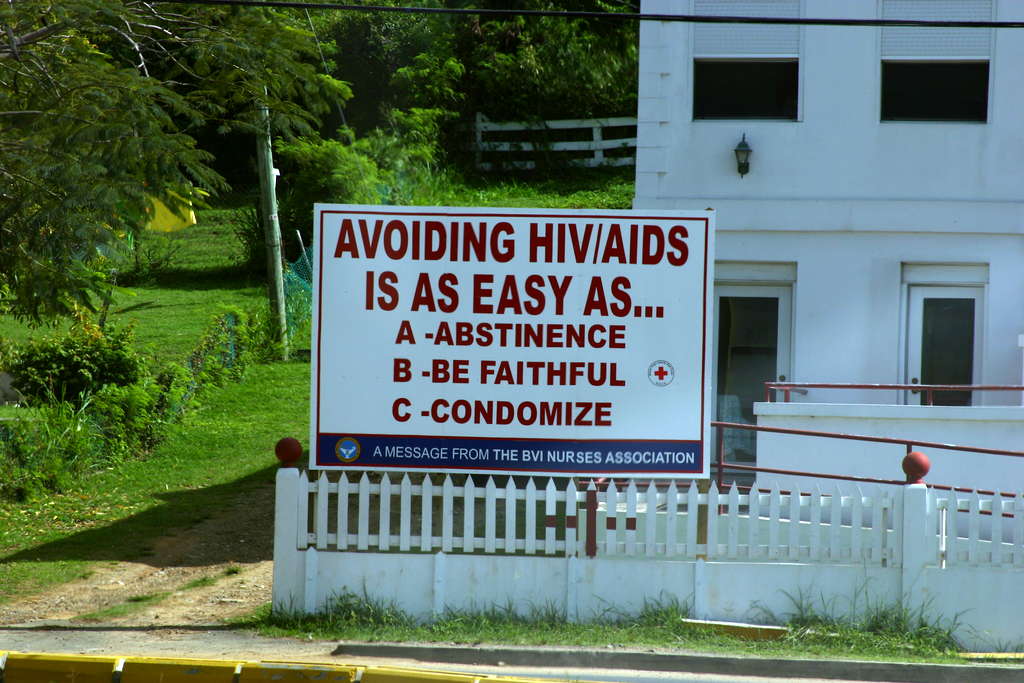 AVOIDING HIV/AIDS
IS AS EASY AS...
A -ABSTINENCE
B -BE FAITHFUL
C -CONDOMIZE
A MESSAGE FROM THE BVI NURSES ASSOCIATION